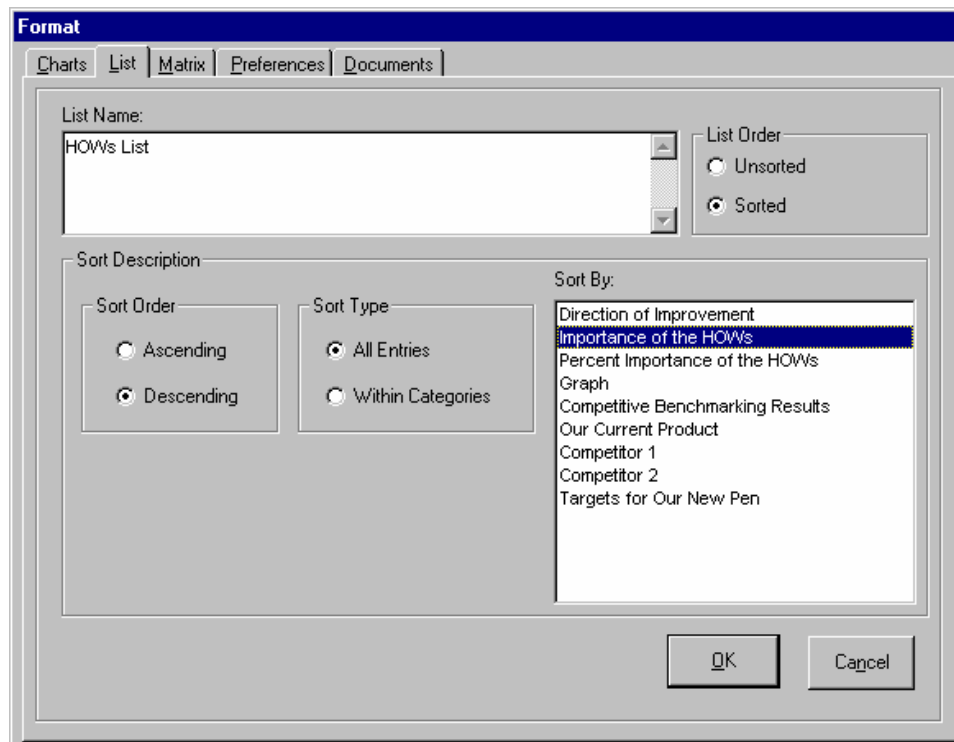 Format
Charts List Matrix Preferences Documents
List Name:
HOWs List
List Order
Unsorted
Sorted
Sort Description
Sort Order
Ascending
Descending
Sort Type
All Entries
Within Categories
Sort By:
Direction of Improvement
Importance of the HOWs
Percent Importance of the HOWs
Graph
Competitive Benchmarking Results
Our Current Product
Competitor 1
Competitor 2
Targets for Our New Pen
OK
Cancel